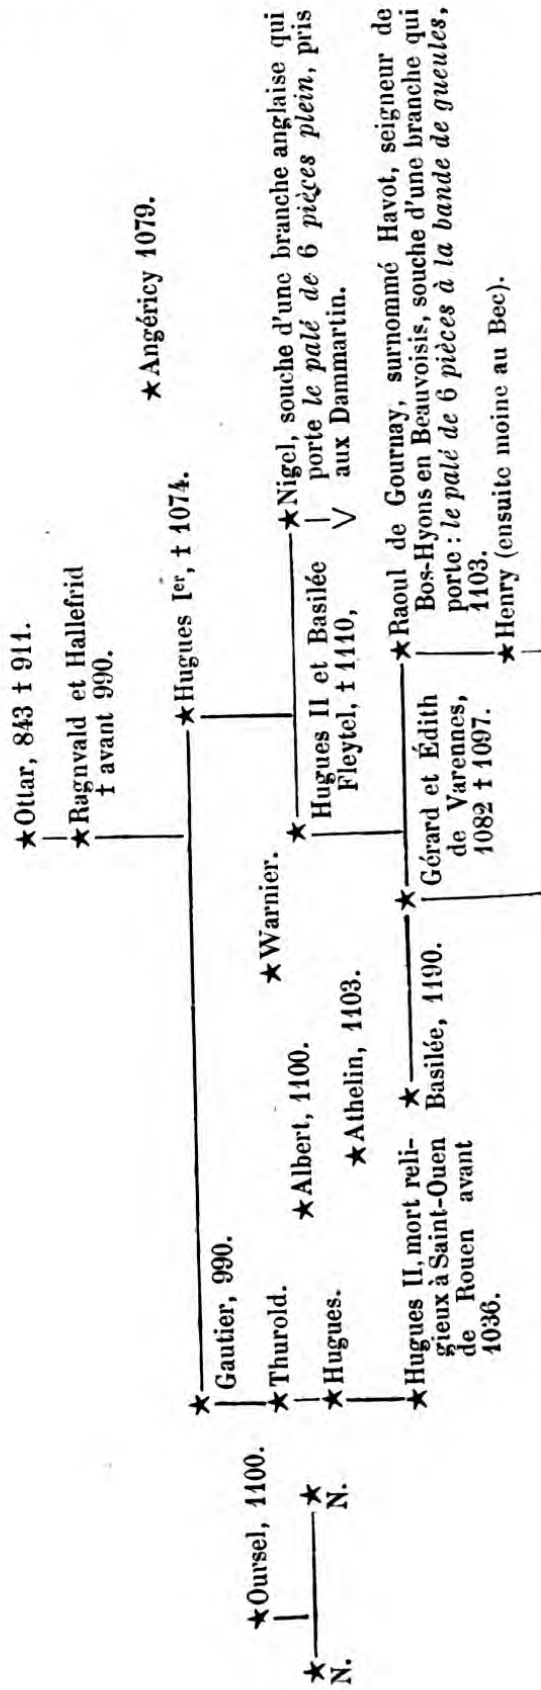 ★Ottar, 843 † 911.
★Ragnvald et Hallefrid
† avant 990.
★Gautier, 990.
★Hugues Iᵉʳ, † 1074.
★Angéricy 1079.
★Oursel, 1100.
★N.
★N.
★Thurold.
★Hugues.
★Albert, 1100.
★Warnier.
★Athelin, 1103.
★Hugues II et Basilée
Fleytel, † 1110,
★Nigel, souche d'une branche anglaise qui
porte le palé de 6 pièces plein, pris
aux Dammartin.
★Hugues II, mort reli-
gieux à Saint-Ouen
de Rouen avant
1036.
★Basilée, 1190.
★Gérard et Édith
de Varennes,
1082 † 1097.
★Raoul de Gournay, surnommé Havot, seigneur de
Bos-Hyons en Beauvoisis, souche d'une branche qui
porte : le palé de 6 pièces à la bande de gueules,
1103.
★Henry (ensuite moine au Bec).